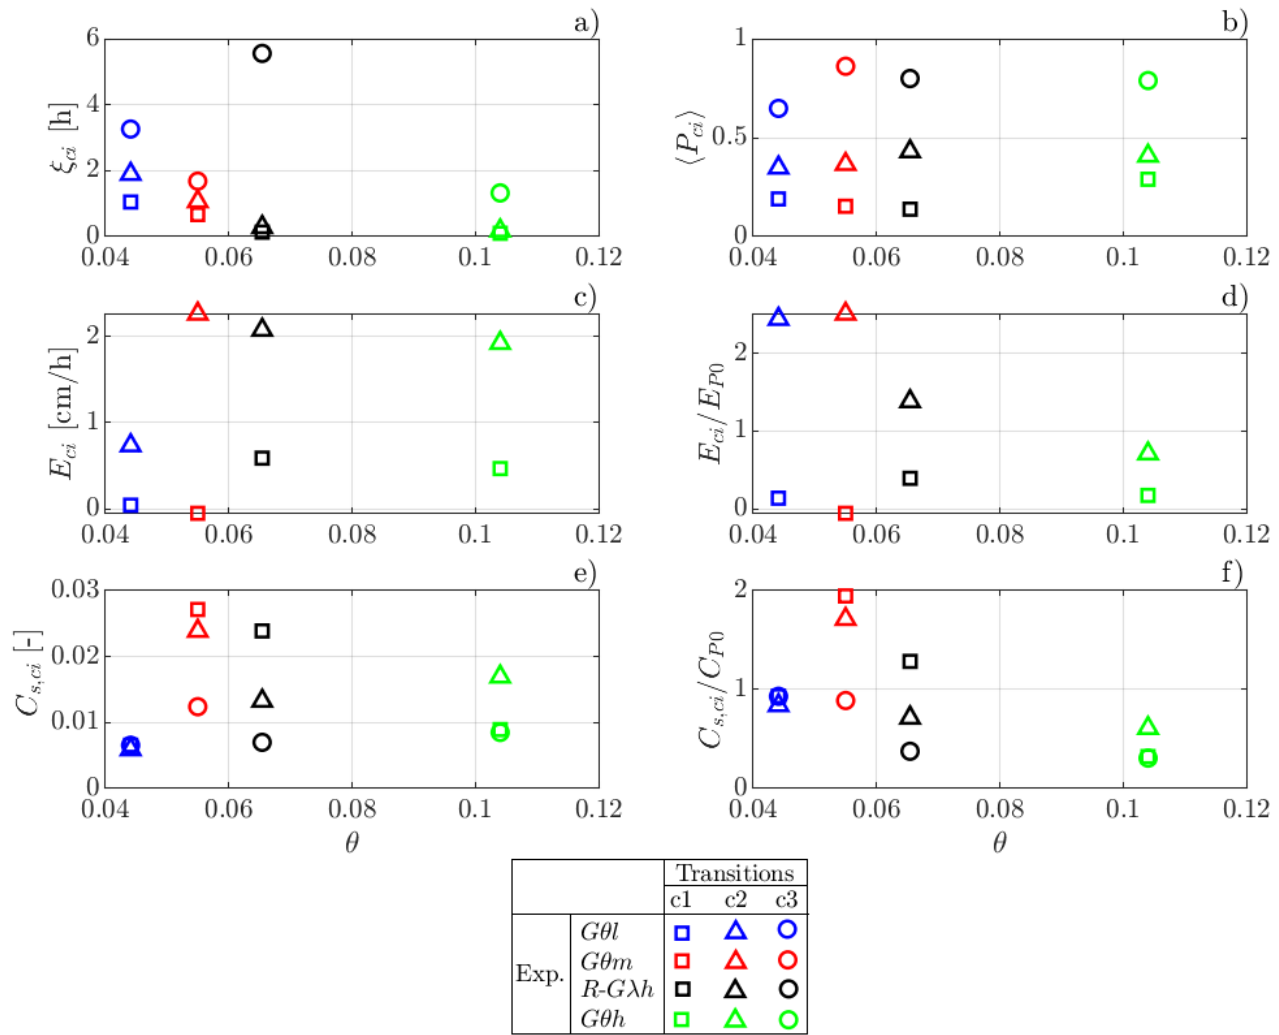 a)
6
4
2
0
ξci [h]
0.04 0.06 0.08 0.1 0.12
b)
1
0.5
0
⟨Pci⟩
0.04 0.06 0.08 0.1 0.12
c)
2
1
0
Eci [cm/h]
0.04 0.06 0.08 0.1 0.12
d)
2
1
0
Eci/EP0
0.04 0.06 0.08 0.1 0.12
e)
0.03
0.02
0.01
0
Cs,ci [-]
0.04 0.06 0.08 0.1 0.12
θ
f)
2
1
0
Cs,ci/CP0
0.04 0.06 0.08 0.1 0.12
θ
Transitions
c1 c2 c3
Exp.
Gθl
Gθm
R-Gλh
Gθh